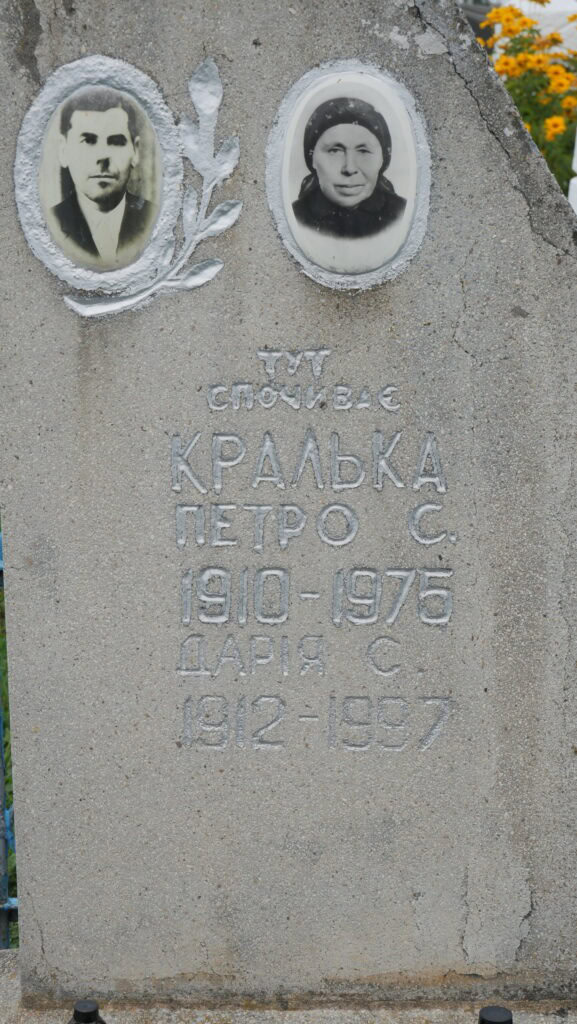 ТУТ
СПОЧИВАЄ
КРАЛЬКА
ПЕТРО С.
1910-1975
ДАРІЯ Є.
1912-1997